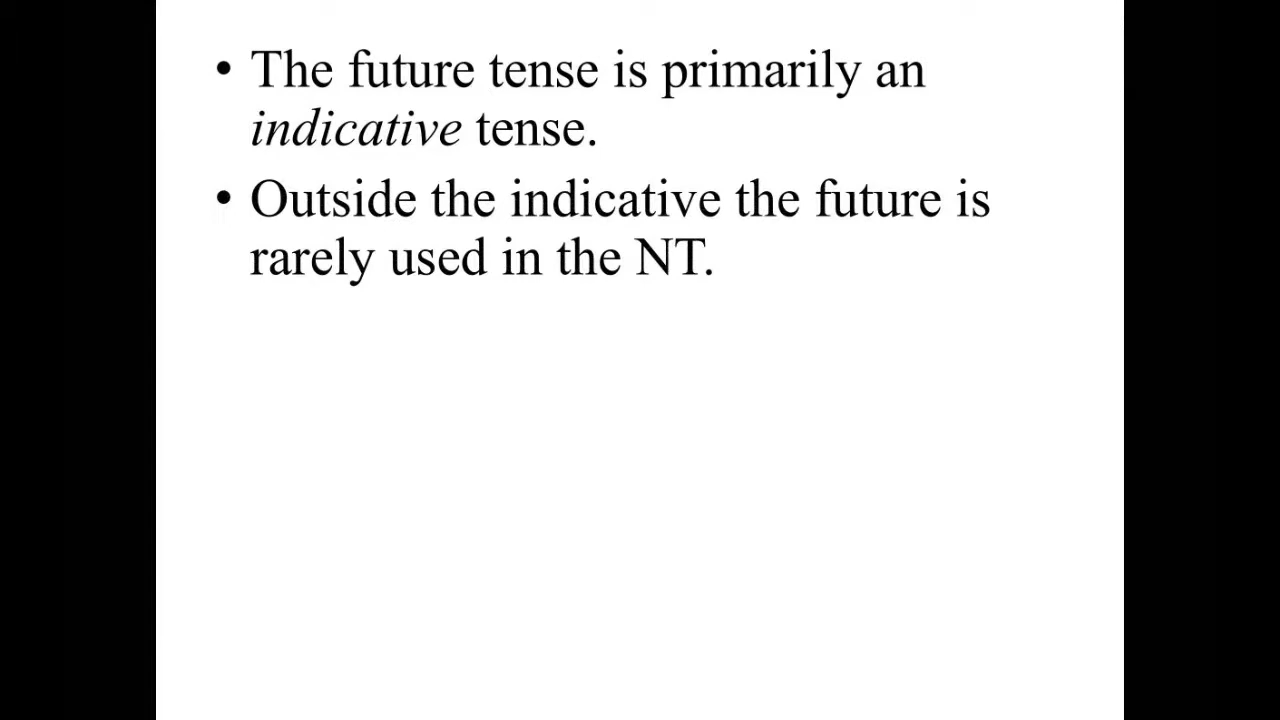 • The future tense is primarily an
indicative tense.
• Outside the indicative the future is
rarely used in the NT.